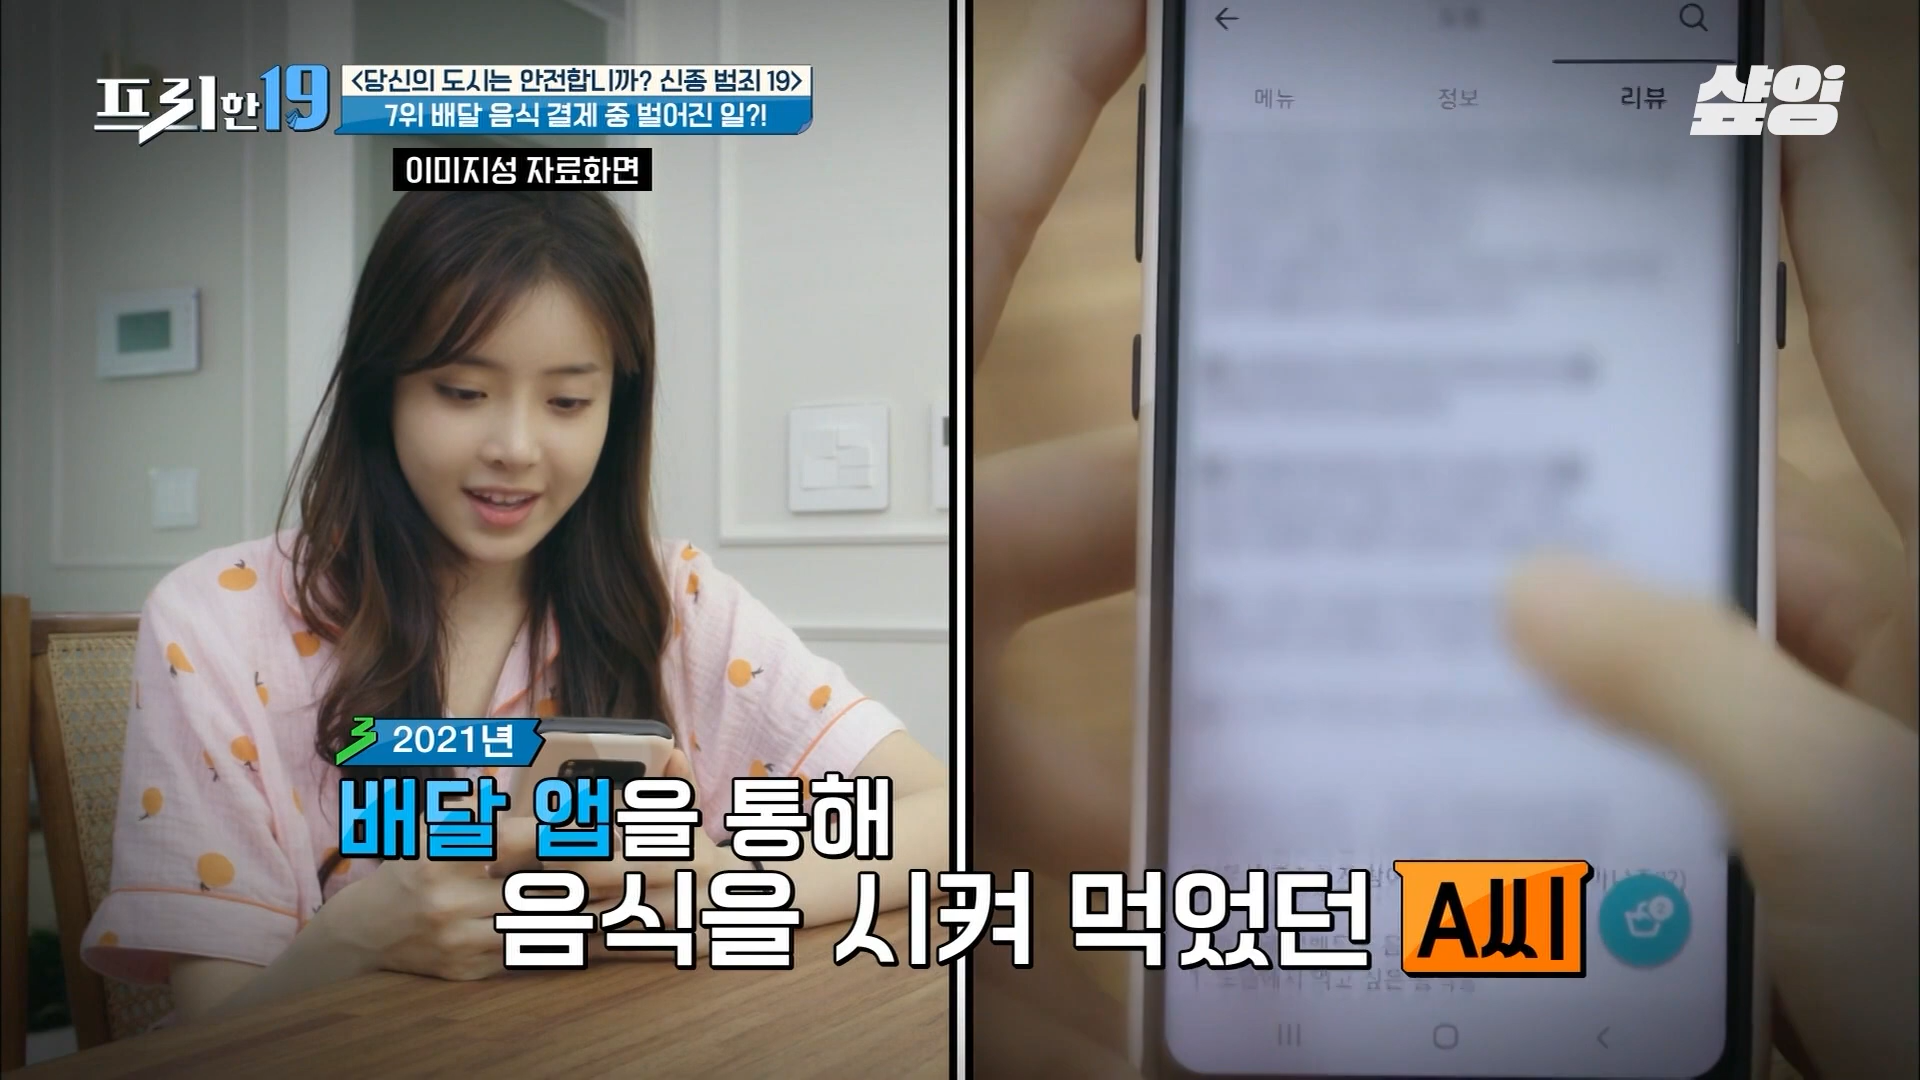 프리한19
<당신의 도시는 안전합니까? 신종 범죄 19>
7위 배달 음식 결제 중 벌어진 일?!
이미지성 자료화면
샾잉
메뉴 정보 리뷰
2021년
배달 앱을 통해
음식을 시켜 먹었던 A씨